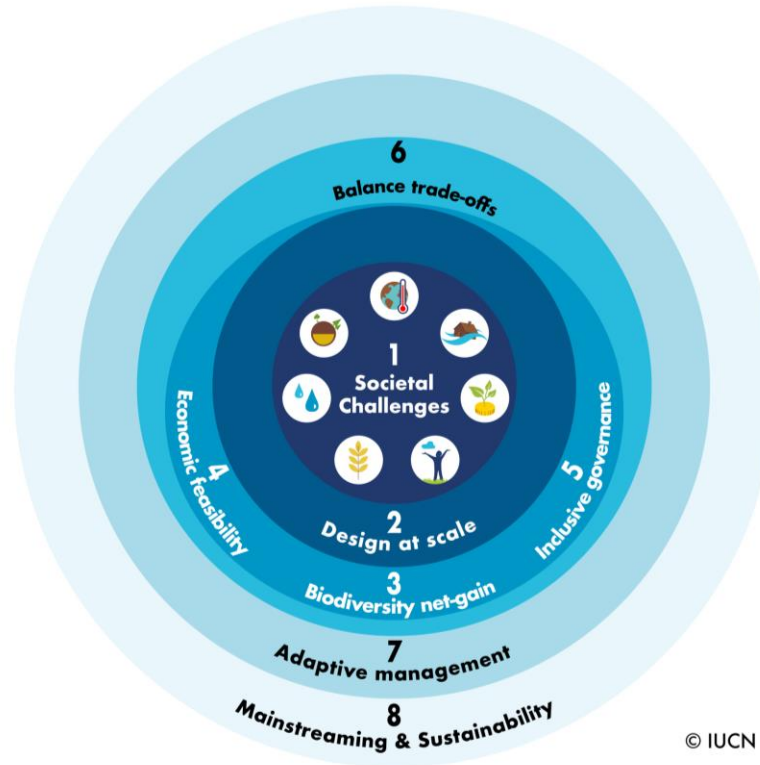 6
Balance trade-offs
1
Societal
Challenges
4
Economic feasibility
5
Inclusive governance
2
Design at scale
3
Biodiversity net-gain
7
Adaptive management
8
Mainstreaming & Sustainability
© IUCN